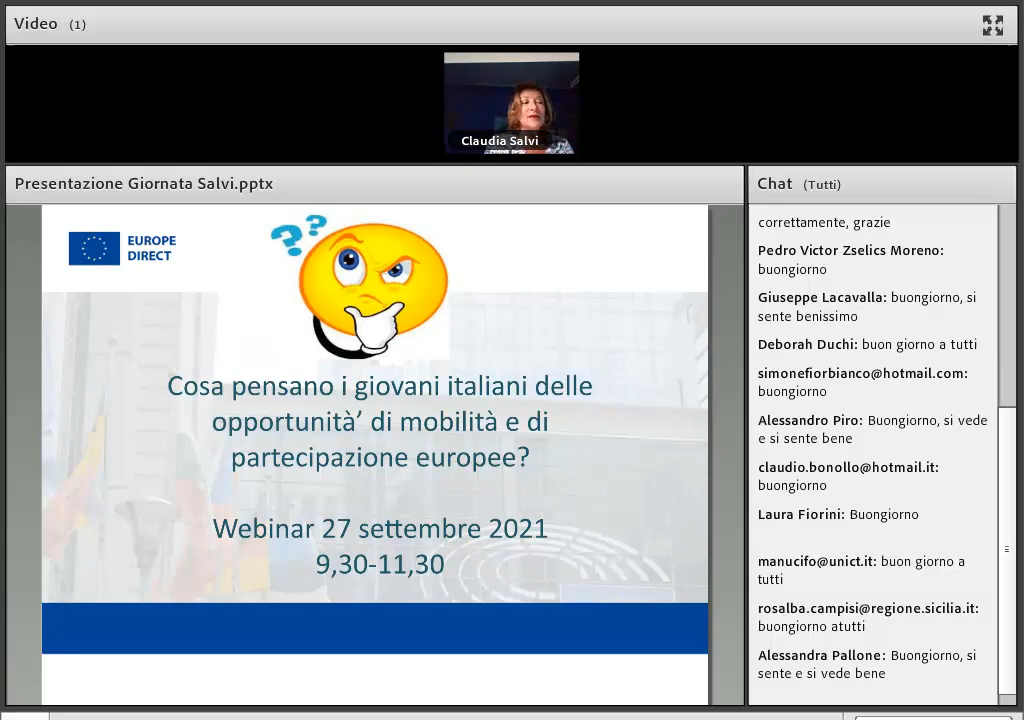 Video (1)
Claudia Salvi
Presentazione Giornata Salvi.pptx
EUROPE
DIRECT
??
Cosa pensano i giovani italiani delle
opportunità’ di mobilità e di
partecipazione europee?
Webinar 27 settembre 2021
9,30-11,30
Chat (Tutti)
correttamente, grazie
Pedro Victor Zselics Moreno:
buongiorno
Giuseppe Lacavalla: buongiorno, si
sente benissimo
Deborah Duchi: buon giorno a tutti
simonefiorbianco@hotmail.com:
buongiorno
Alessandro Piro: Buongiorno, si vede
e si sente bene
claudio.bonollo@hotmail.it:
buongiorno
Laura Fiorini: Buongiorno
manucifo@unict.it: buon giorno a
tutti
rosalba.campisi@regione.sicilia.it:
buongiorno atutti
Alessandra Pallone: Buongiorno, si
sente e si vede bene